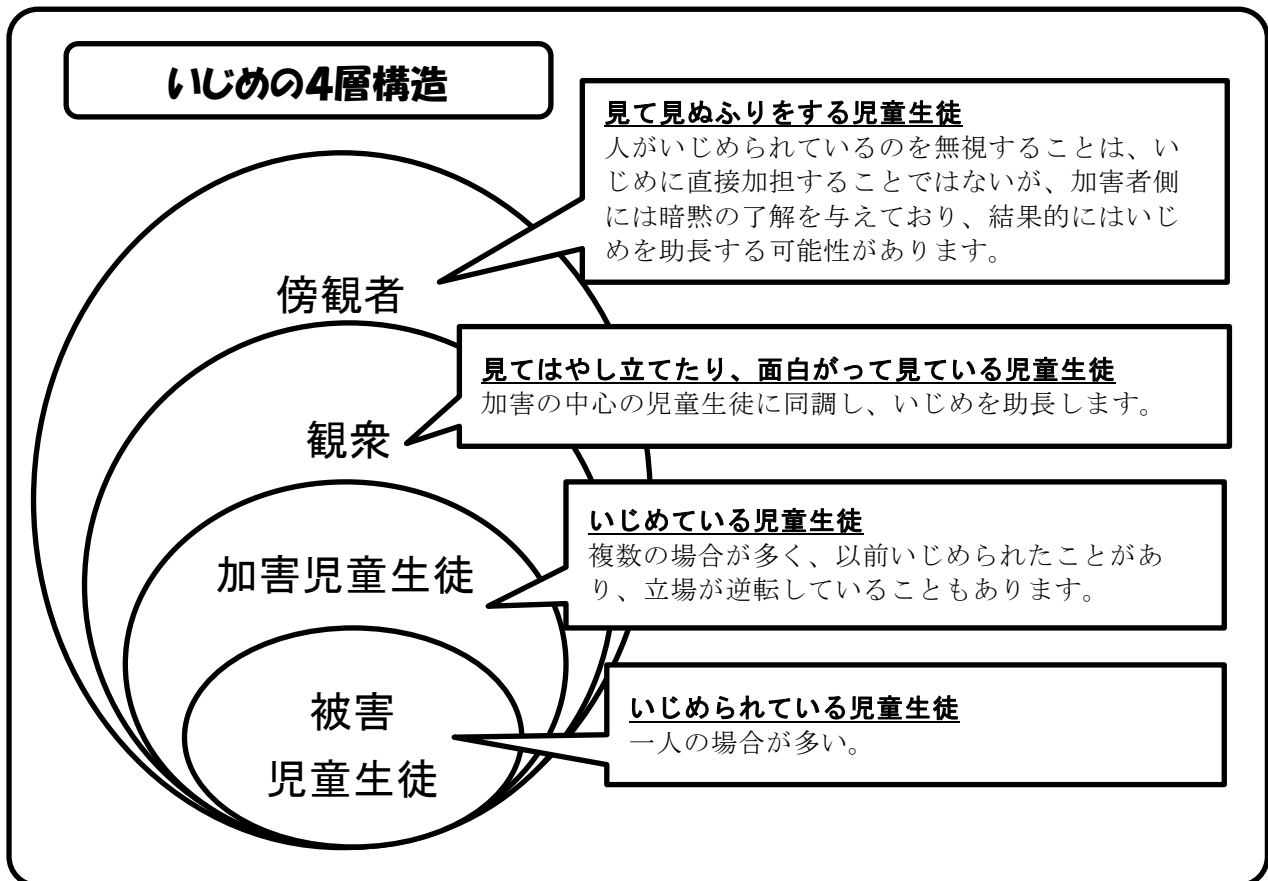 いじめの4層構造
見て見ぬふりをする児童生徒
人がいじめられているのを無視することは、い
じめに直接加担することではないが、加害者側
には暗黙の了解を与えており、結果的にはいじ
めを助長する可能性があります。
傍観者
見てはやし立てたり、面白がって見ている児童生徒
加害の中心の児童生徒に同調し、いじめを助長します。
観衆
いじめている児童生徒
複数の場合が多く、以前いじめられたことがあ
り、立場が逆転していることもあります。
加害児童生徒
いじめられている児童生徒
一人の場合が多い。
被害
児童生徒